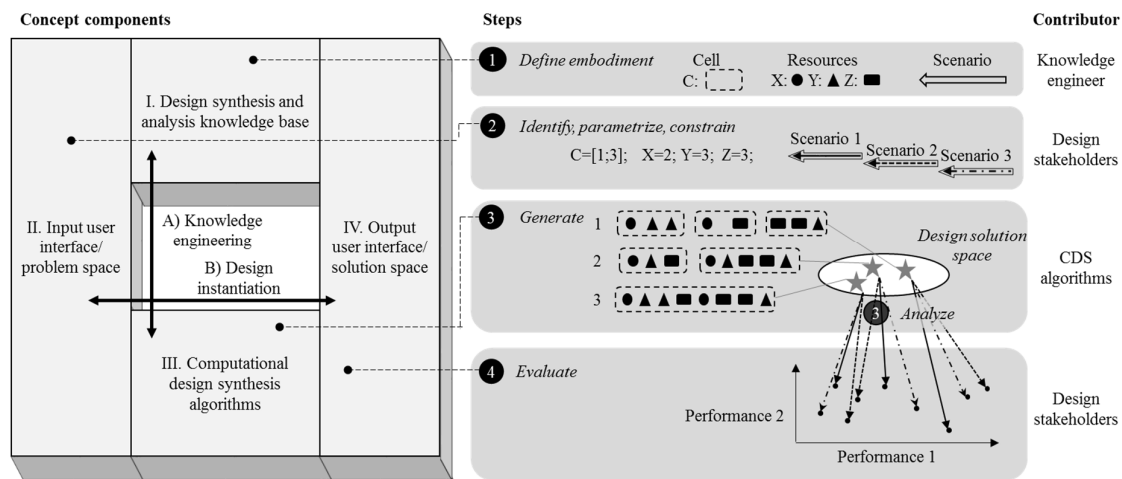 Concept components
Steps
Contributor
I. Design synthesis and
analysis knowledge base
II. Input user
interface/
problem space
A) Knowledge
engineering
B) Design
instantiation
IV. Output
user interface/
solution space
III. Computational
design synthesis
algorithms
1 Define embodiment
Cell
C:
Resources
X: Y: Z:
Scenario
Knowledge
engineer
2 Identify, parametrize, constrain
C=[1;3]; X=2; Y=3; Z=3;
Scenario 1
Scenario 2
Scenario 3
Design
stakeholders
3 Generate
1
2
3
Design solution
space
3 Analyze
CDS
algorithms
4 Evaluate
Performance 2
Performance 1
Design
stakeholders